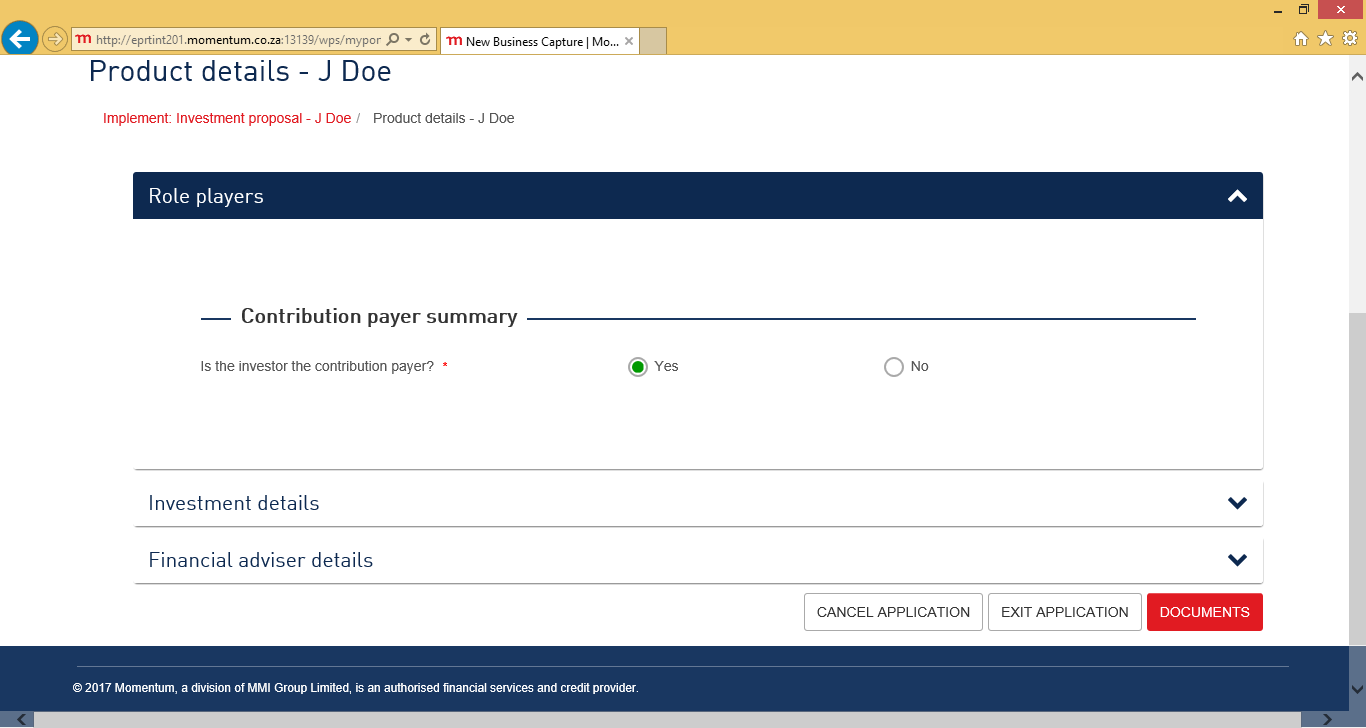 http://eprtint201.momentum.co.za:13139/wps/mypor
m New Business Capture | Mo...
Product details - J Doe
Implement: Investment proposal - J Doe / Product details - J Doe
Role players
Contribution payer summary
Is the investor the contribution payer? * Yes No
Investment details
Financial adviser details
CANCEL APPLICATION EXIT APPLICATION DOCUMENTS
© 2017 Momentum, a division of MMI Group Limited, is an authorised financial services and credit provider.